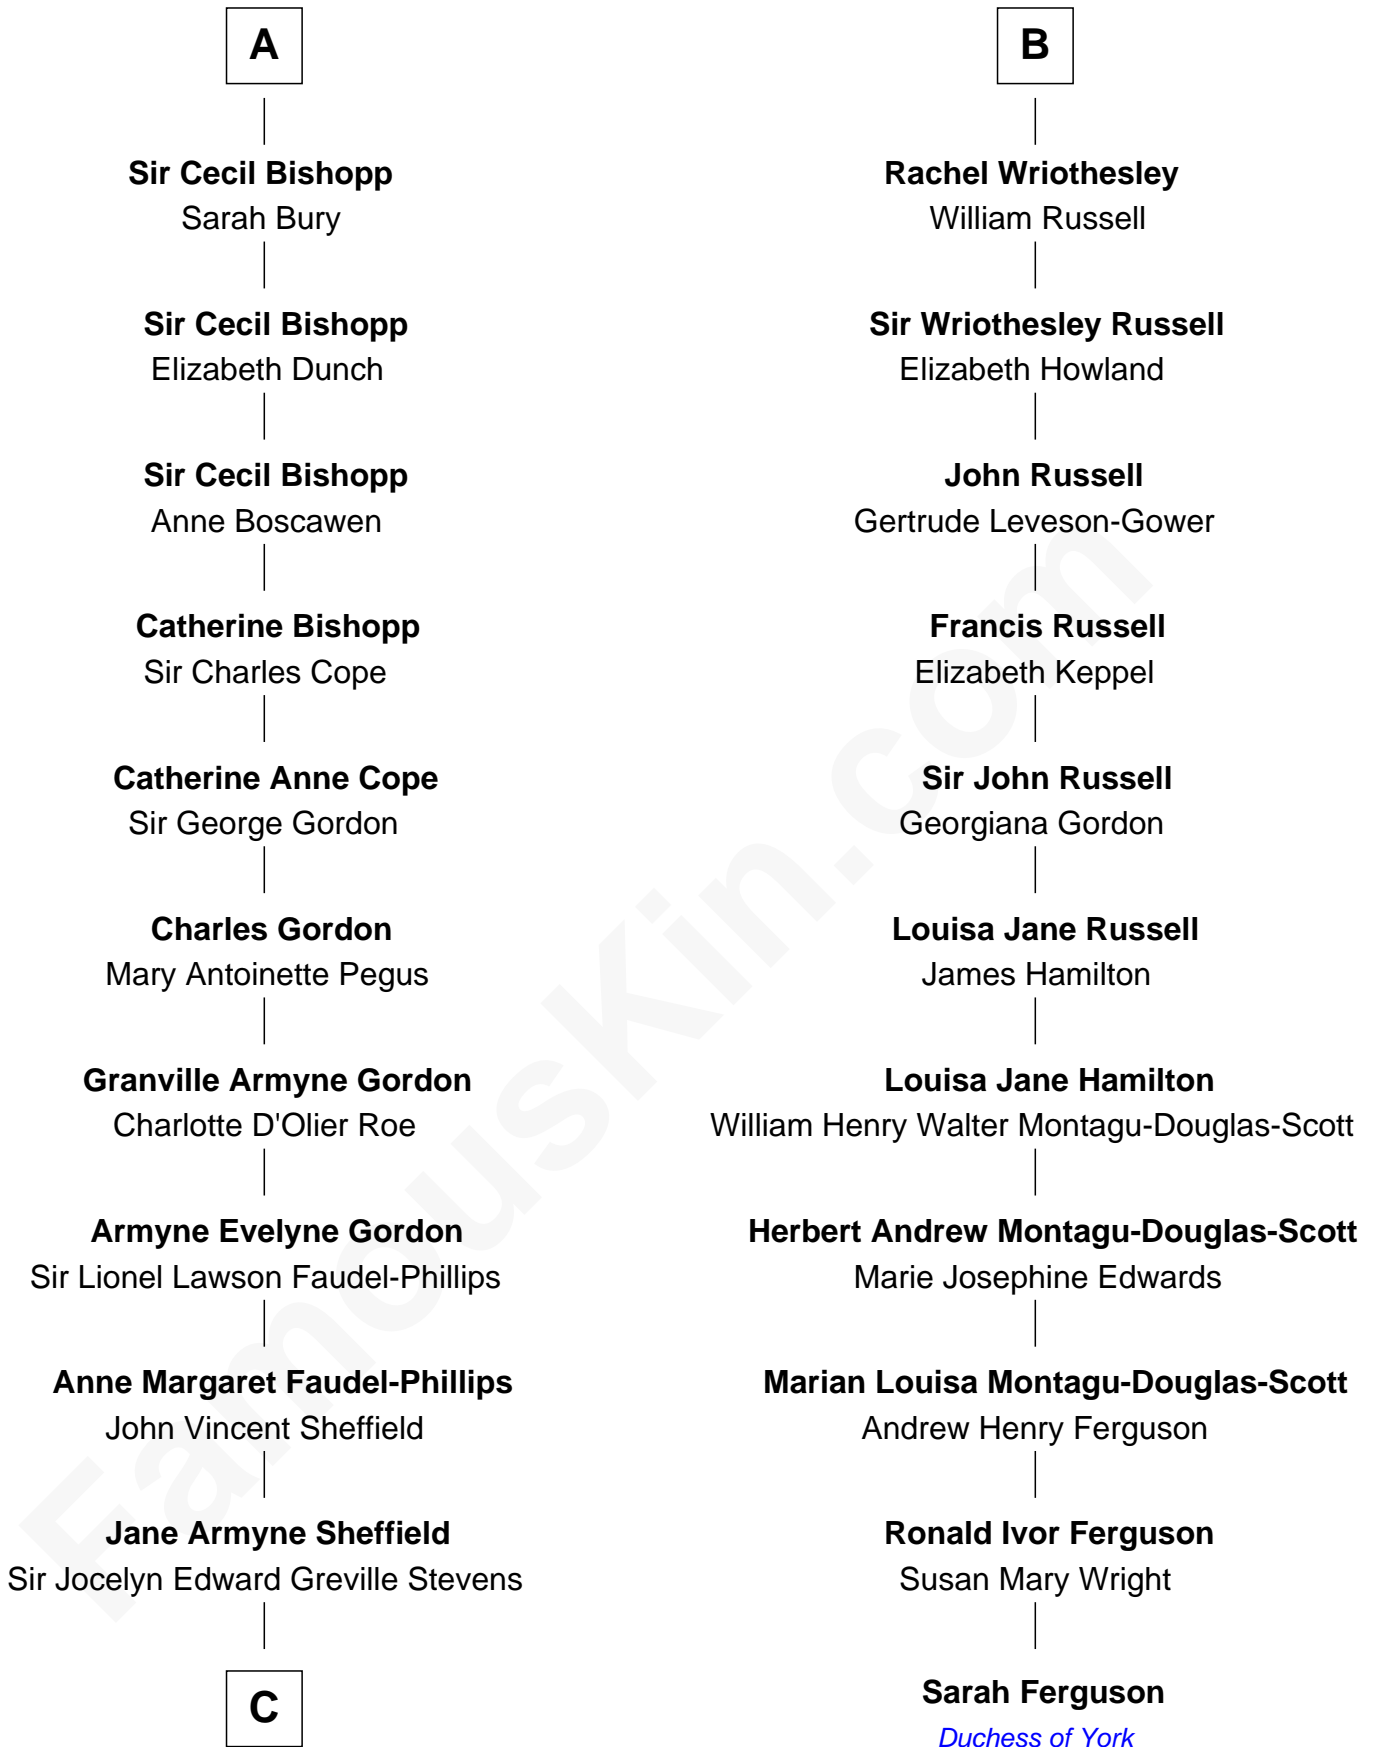 A
Sir Cecil Bishopp
Sarah Bury
Sir Cecil Bishopp
Elizabeth Dunch
Sir Cecil Bishopp
Anne Boscawen
Catherine Bishopp
Sir Charles Cope
Catherine Anne Cope
Sir George Gordon
Charles Gordon
Mary Antoinette Pegus
Granville Armyne Gordon
Charlotte D'Olier Roe
Armyne Evelyne Gordon
Sir Lionel Lawson Faudel-Phillips
Anne Margaret Faudel-Phillips
John Vincent Sheffield
Jane Armyne Sheffield
Sir Jocelyn Edward Greville Stevens
C
B
Rachel Wriothesley
William Russell
Sir Wriothesley Russell
Elizabeth Howland
John Russell
Gertrude Leveson-Gower
Francis Russell
Elizabeth Keppel
Sir John Russell
Georgiana Gordon
Louisa Jane Russell
James Hamilton
Louisa Jane Hamilton
William Henry Walter Montagu-Douglas-Scott
Herbert Andrew Montagu-Douglas-Scott
Marie Josephine Edwards
Marian Louisa Montagu-Douglas-Scott
Andrew Henry Ferguson
Ronald Ivor Ferguson
Susan Mary Wright
Sarah Ferguson
Duchess of York
FamousKin.com